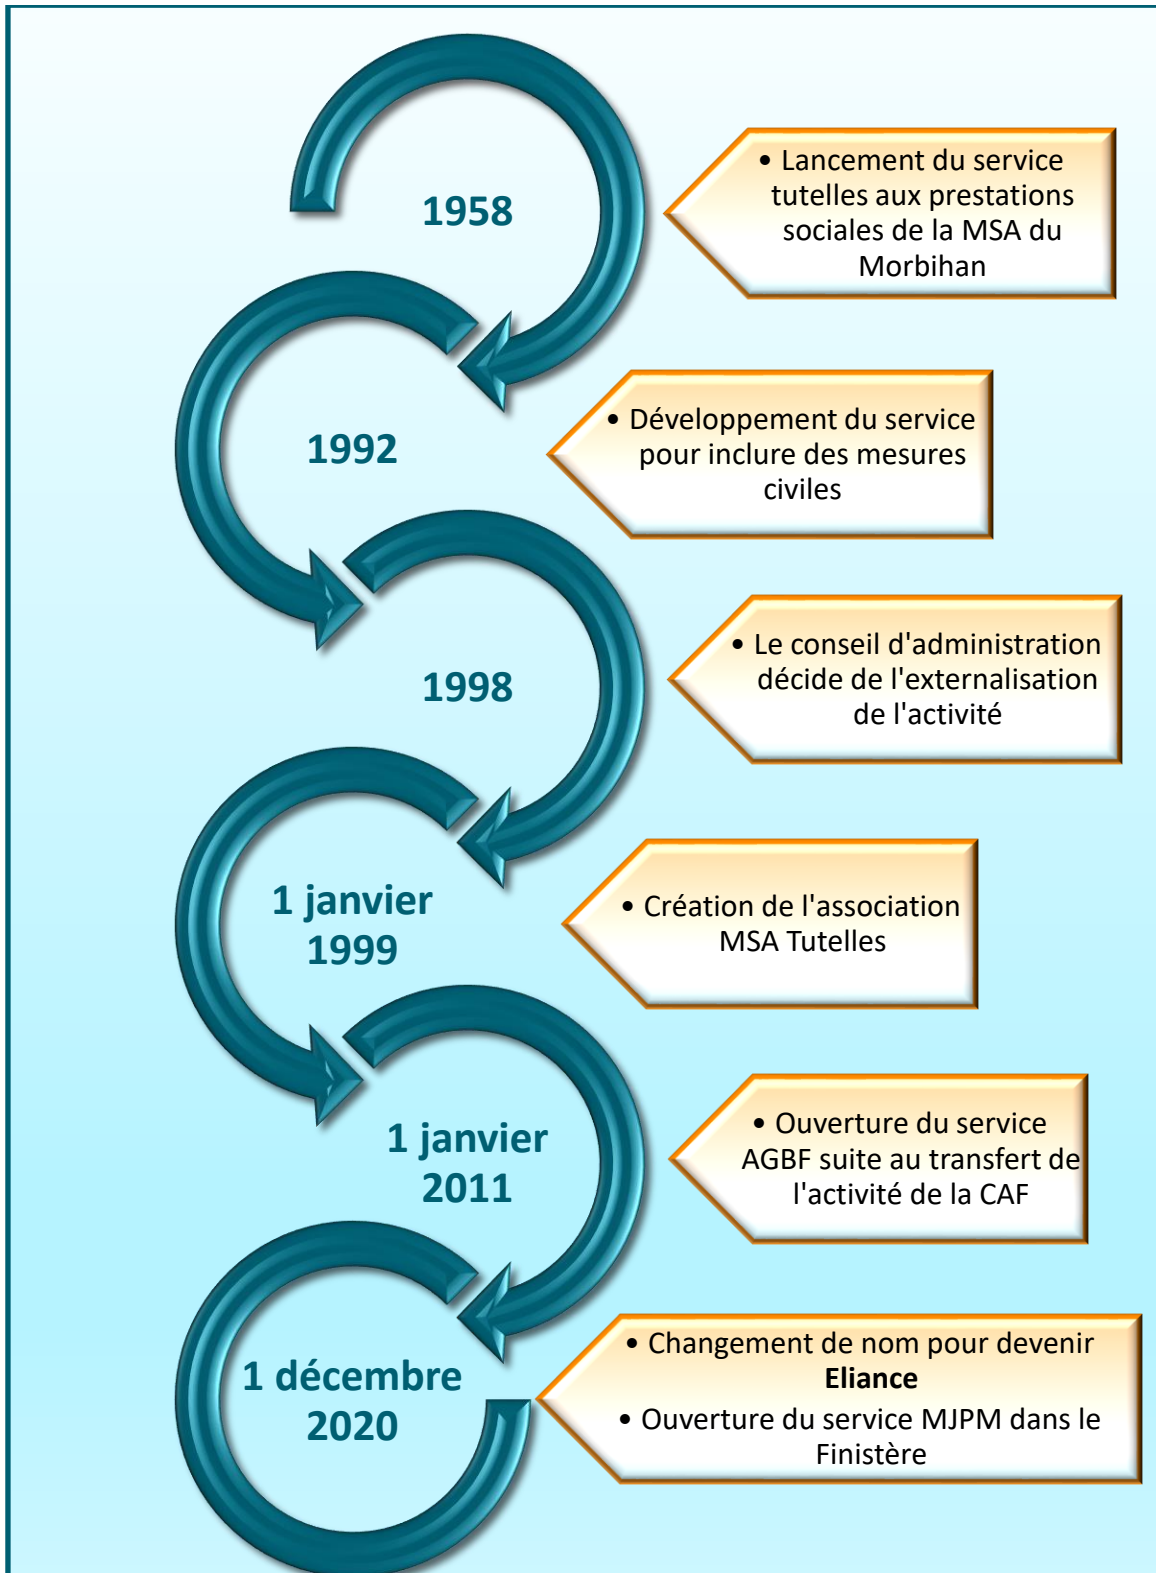 1958
• Lancement du service
tutelles aux prestations
sociales de la MSA du
Morbihan
1992
• Développement du service
pour inclure des mesures
civiles
1998
• Le conseil d'administration
décide de l'externalisation
de l'activité
1 janvier
1999
• Création de l'association
MSA Tutelles
1 janvier
2011
• Ouverture du service
AGBF suite au transfert de
l'activité de la CAF
1 décembre
2020
• Changement de nom pour devenir
Eliance
• Ouverture du service MJPM dans le
Finistère